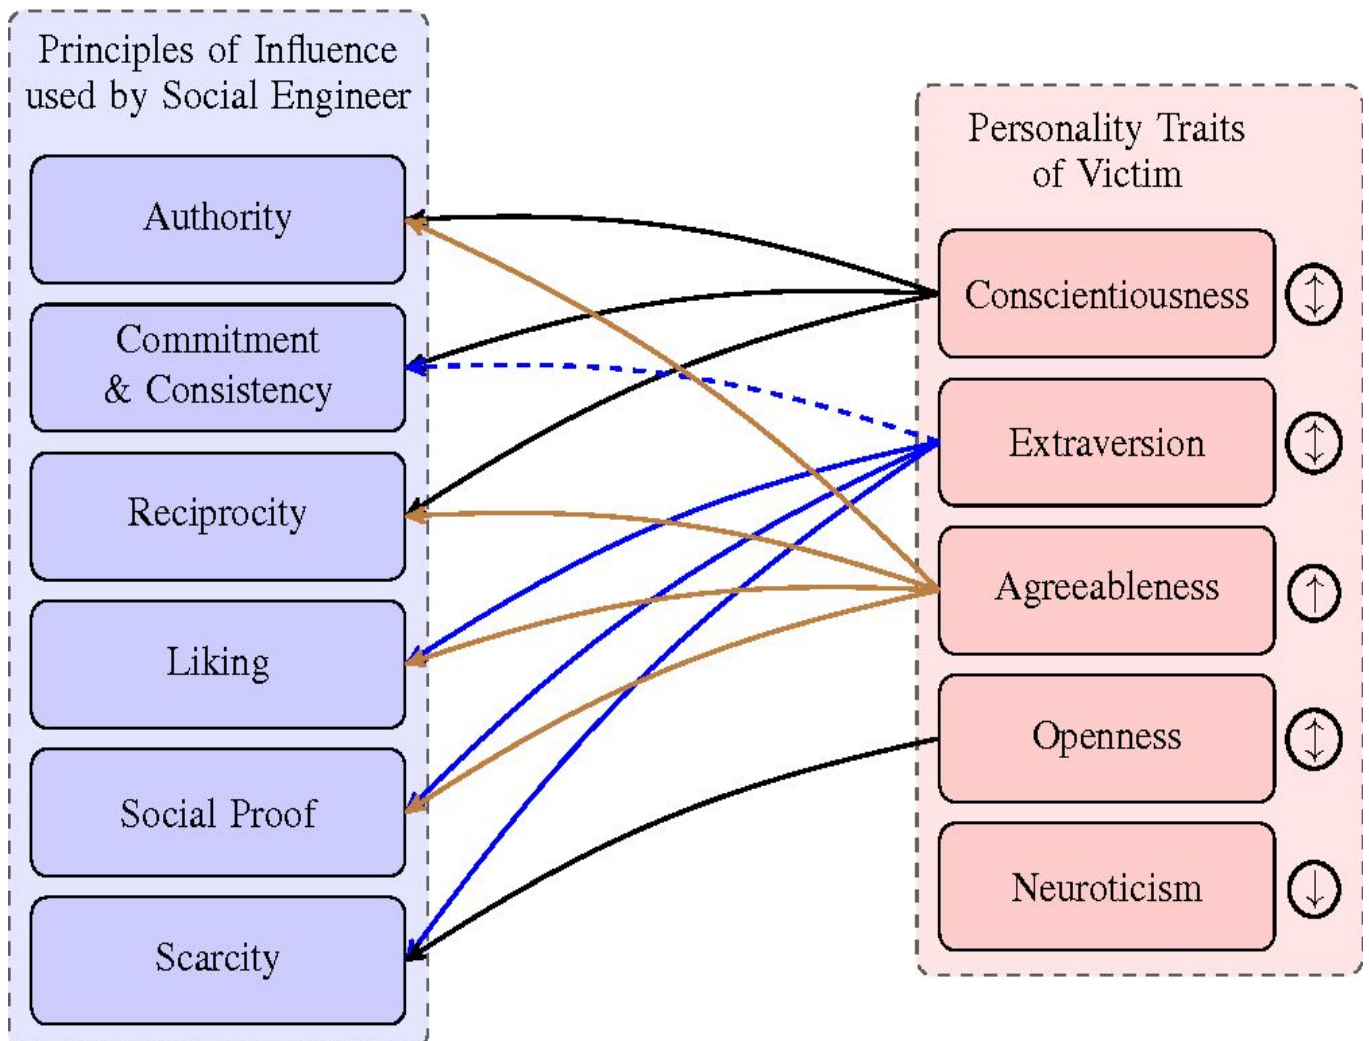 Principles of Influence
used by Social Engineer
Authority
Commitment
& Consistency
Reciprocity
Liking
Social Proof
Scarcity
Personality Traits
of Victim
Conscientiousness
↕
Extraversion
↕
Agreeableness
↑
Openness
↕
Neuroticism
↓